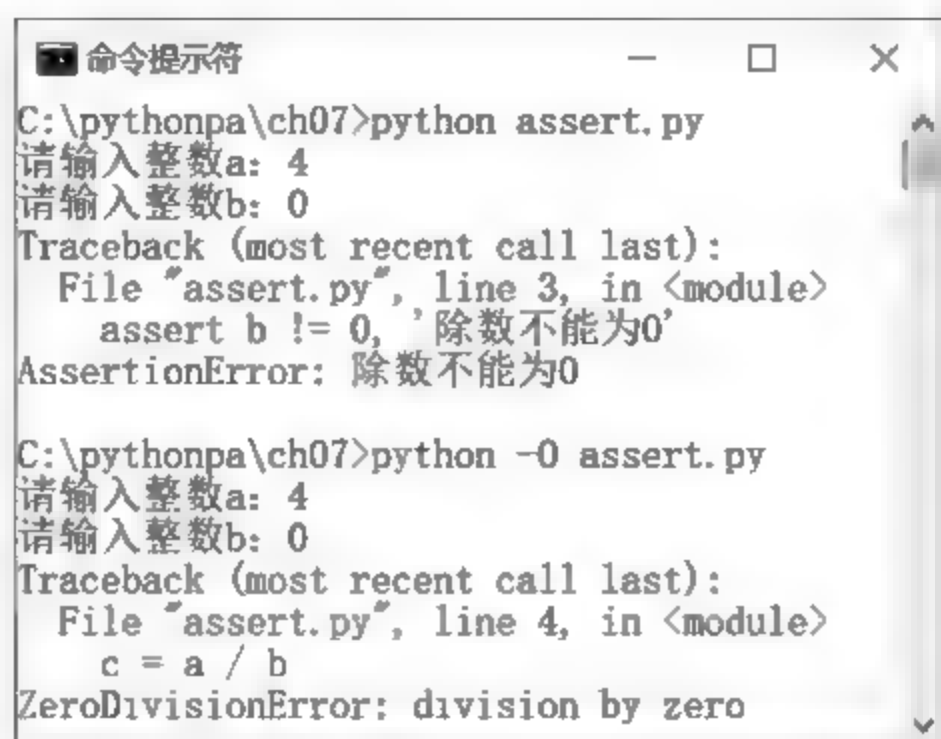 命令提示符
C:\pythonpa\ch07>python assert.py
请输入整数a: 4
请输入整数b: 0
Traceback (most recent call last):
  File "assert.py", line 3, in <module>
    assert b != 0, '除数不能为0'
AssertionError: 除数不能为0
C:\pythonpa\ch07>python -O assert.py
请输入整数a: 4
请输入整数b: 0
Traceback (most recent call last):
  File "assert.py", line 4, in <module>
    c = a / b
ZeroDivisionError: division by zero